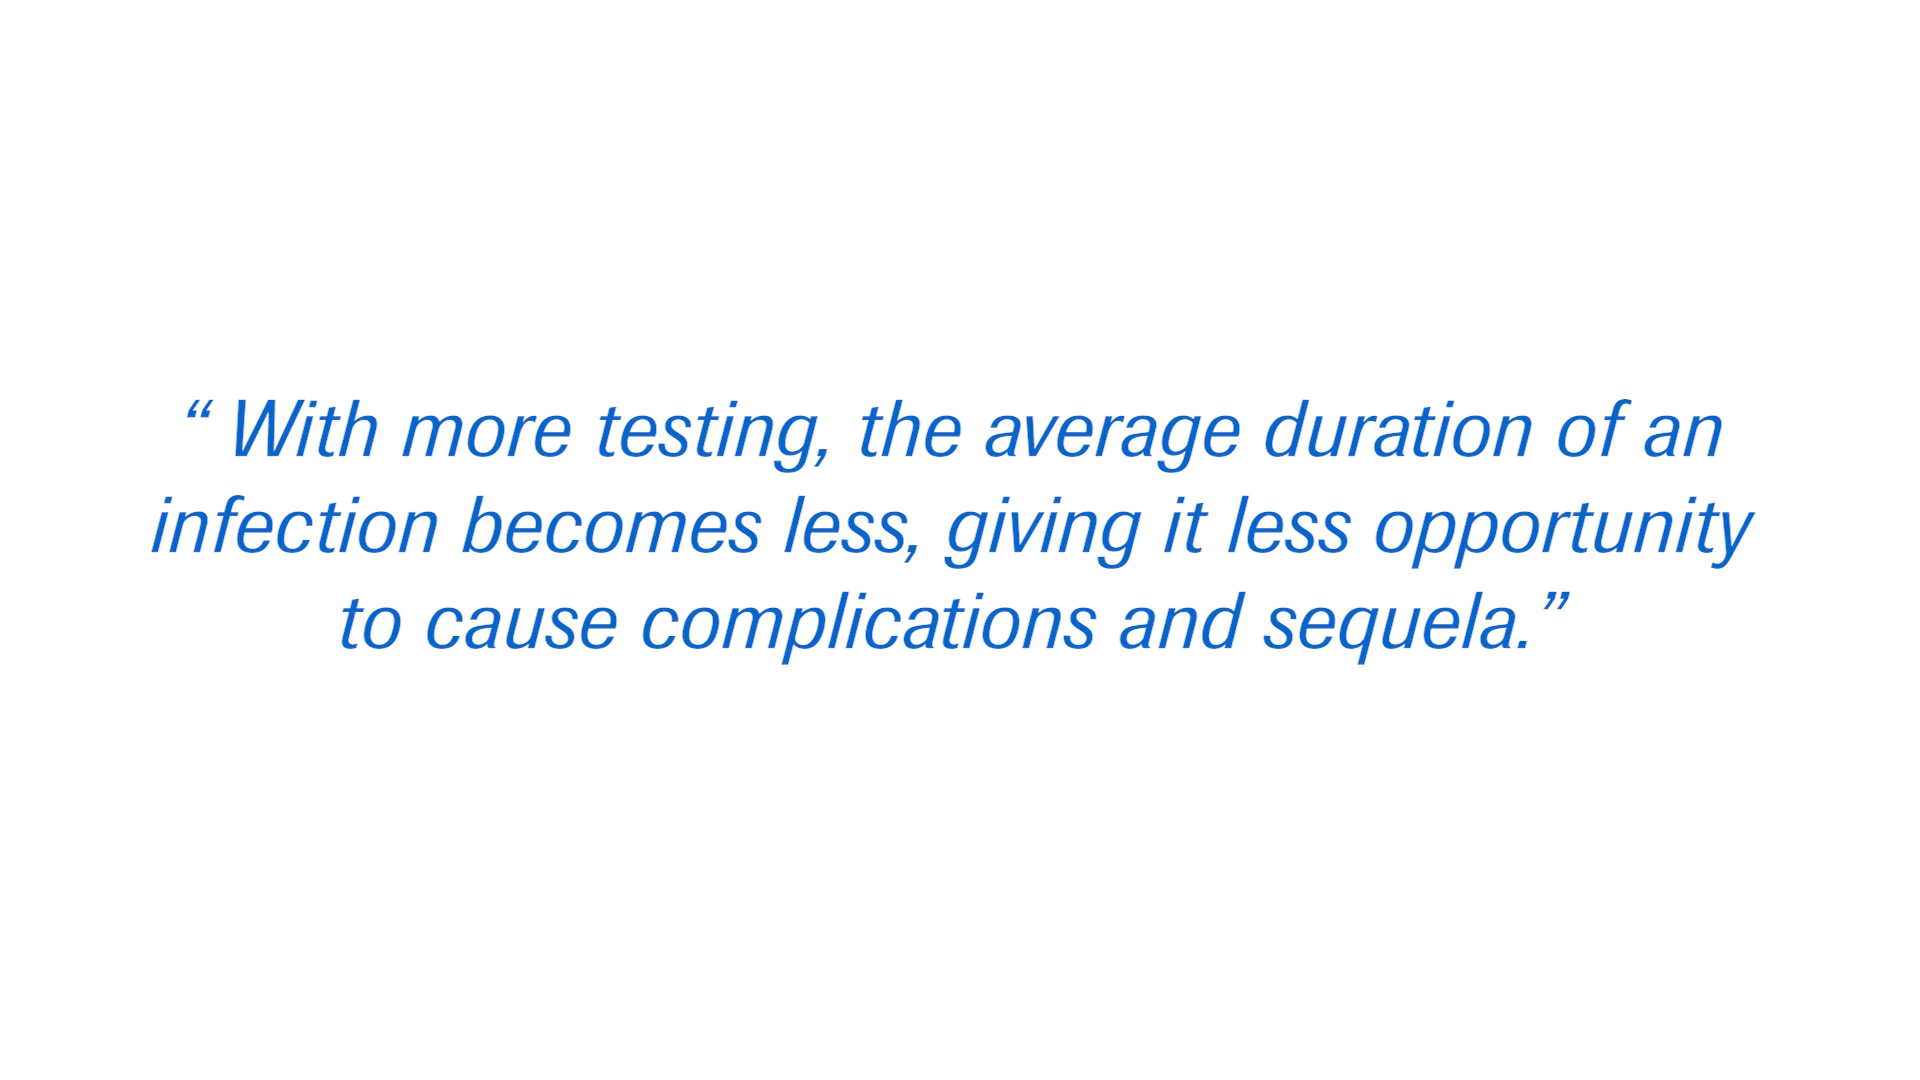 “ With more testing, the average duration of an
infection becomes less, giving it less opportunity
to cause complications and sequela.”